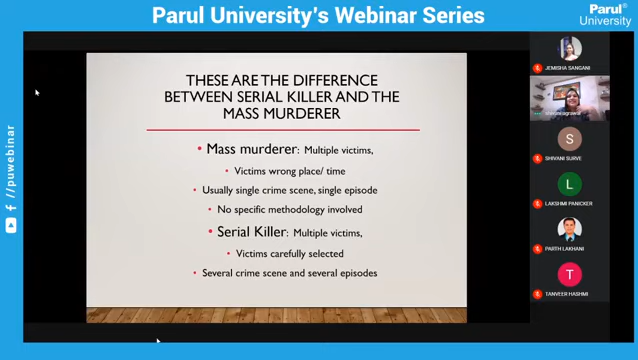 Parul University's Webinar Series
Parul®
University
f /puwebinar
THESE ARE THE DIFFERENCE
BETWEEN SERIAL KILLER AND THE
MASS MURDERER
• Mass murderer: Multiple victims,
• Victims wrong place/ time
• Usually single crime scene, single episode
• No specific methodology involved
• Serial Killer: Multiple victims,
• Victims carefully selected
• Several crime scene and several episodes
JEMISHA SANGANI
S
SHIVANI SURVE
L
LAKSHMI PANICKER
PARTH LAKHANI
T
TANVEER HASHMI